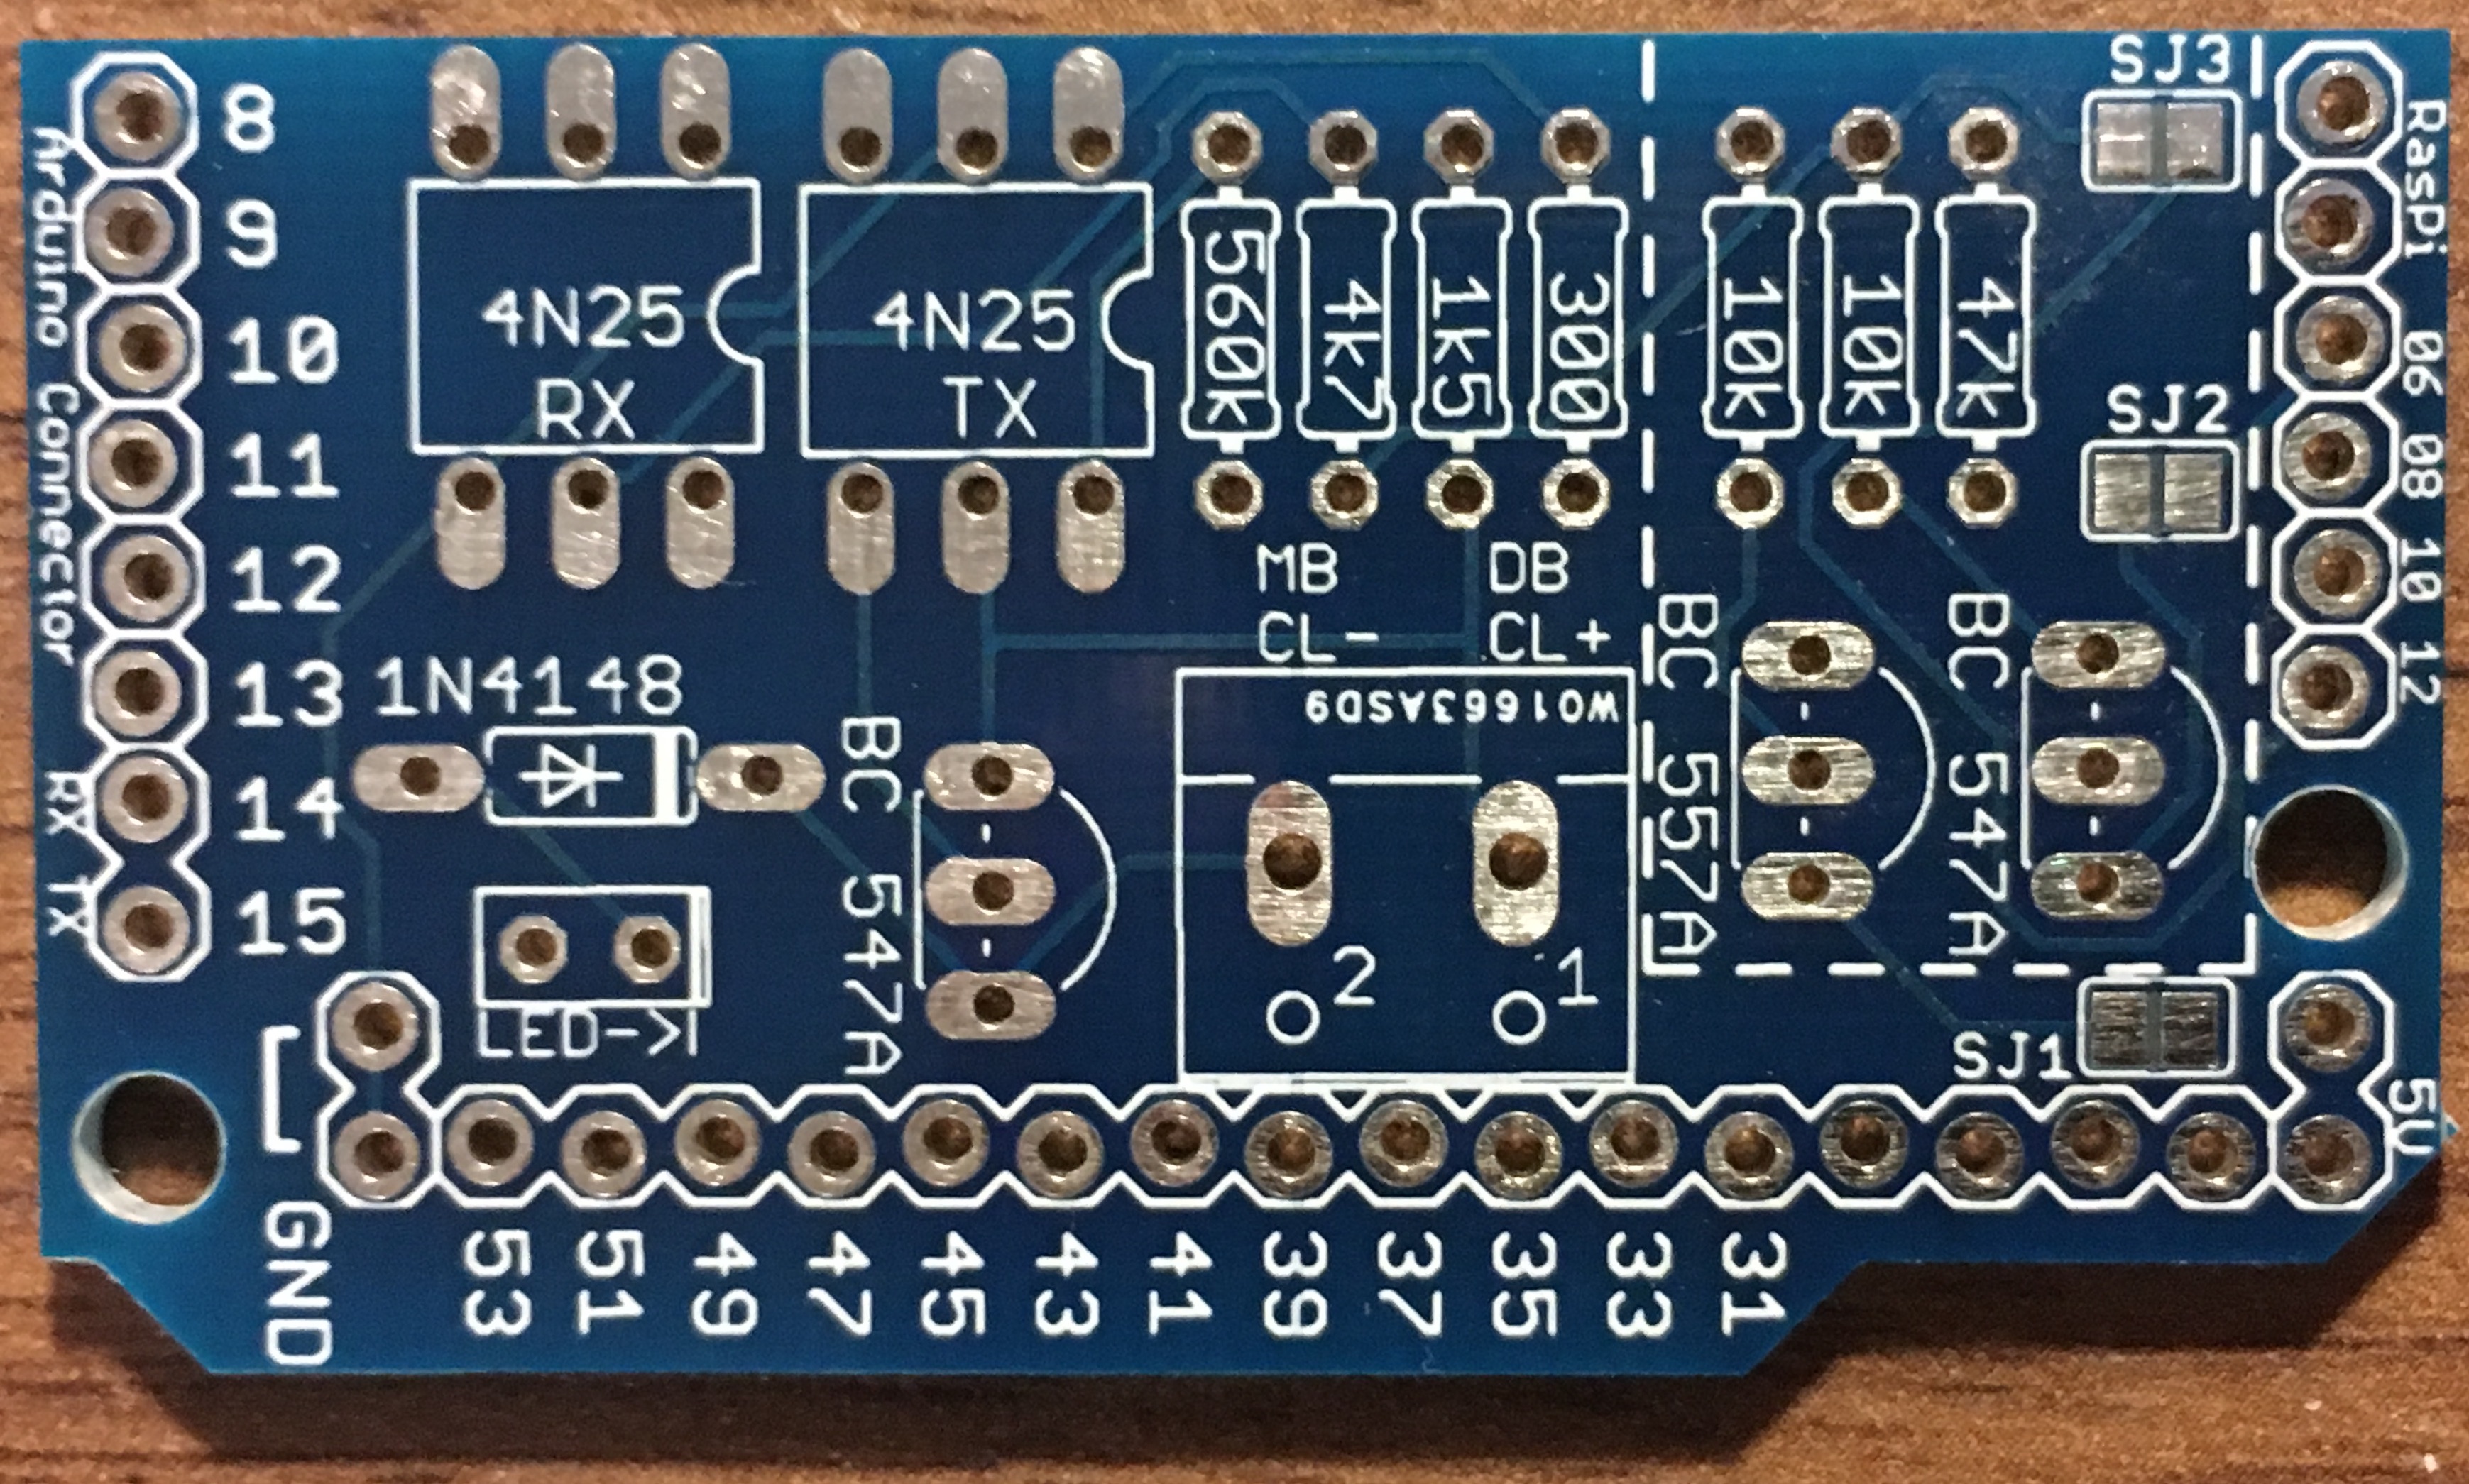 SJ3
8
9
10
11
12
13
14
15
Arduino Connector
RX TX
4N25
RX
4N25
TX
560k
4k7
1k5
300
10k
10k
47k
RasPi 06 08 10 12
SJ2
MB
CL-
DB
CL+
1N4148
BC 547A
W01663ASD9
BC 557A
BC 547A
2
1
LED->|
SJ1
5V
GND
53
51
49
47
45
43
41
39
37
35
33
31